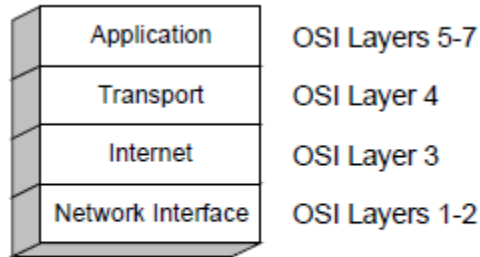 Application OSI Layers 5-7
Transport OSI Layer 4
Internet OSI Layer 3
Network Interface OSI Layers 1-2